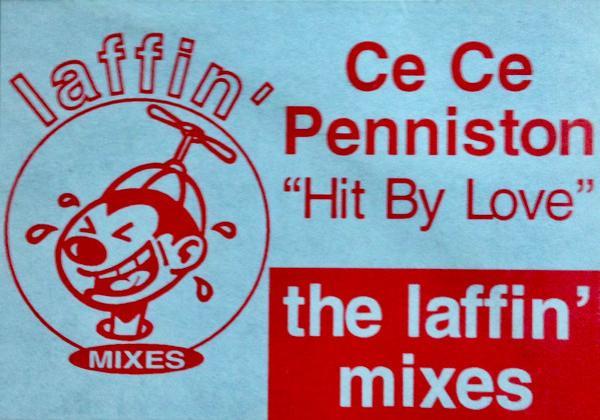 laffin'
MIXES
Ce Ce
Penniston
“Hit By Love”
the laffin’
mixes